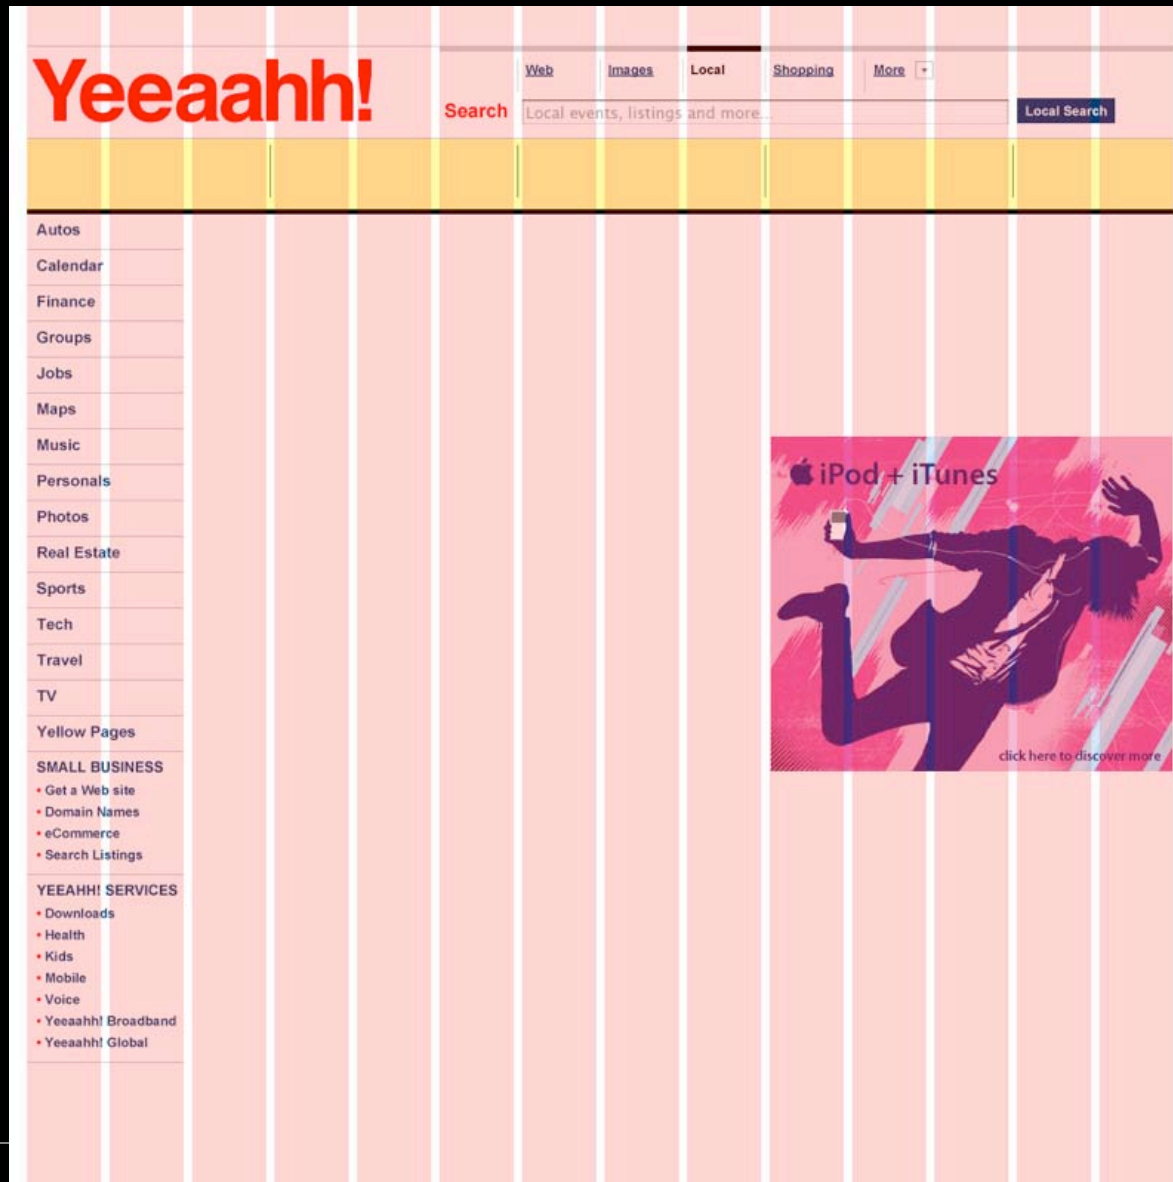 Yeeaahh!
Web Images Local Shopping More
Search Local events, listings and more... Local Search
Autos
Calendar
Finance
Groups
Jobs
Maps
Music
Personals
Photos
Real Estate
Sports
Tech
Travel
TV
Yellow Pages
SMALL BUSINESS
• Get a Web site
• Domain Names
• eCommerce
• Search Listings
YEEAHH! SERVICES
• Downloads
• Health
• Kids
• Mobile
• Voice
• Yeeaahh! Broadband
• Yeeaahh! Global
iPod + iTunes
click here to discover more